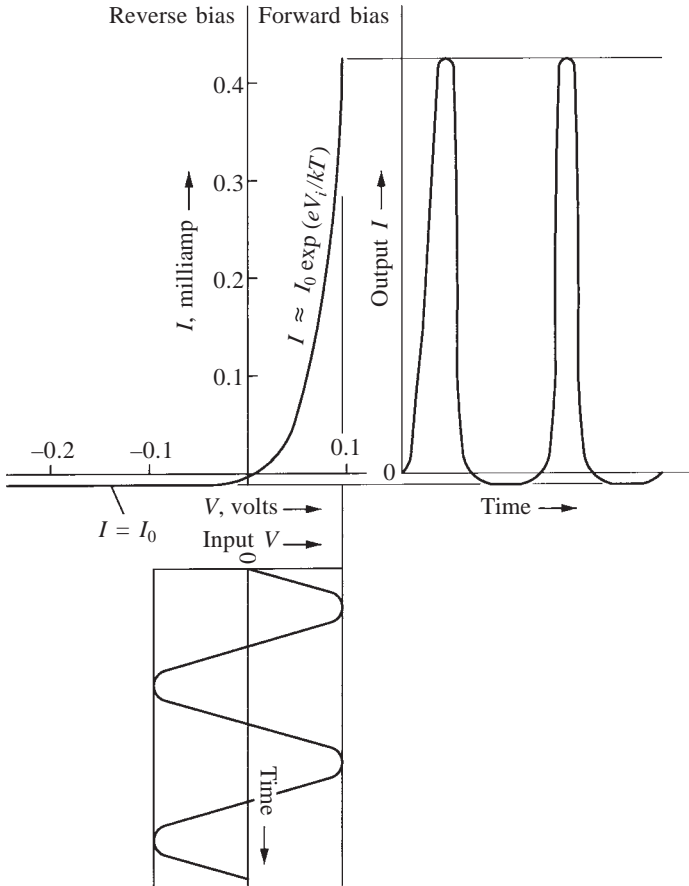 Reverse bias
Forward bias
0.4
0.3
0.2
0.1
I, milliamp
I ≈ I₀ exp (eVᵢ/kT)
Output I
–0.2
–0.1
0.1
0
I = I₀
V, volts
Time
Input V
0
Time